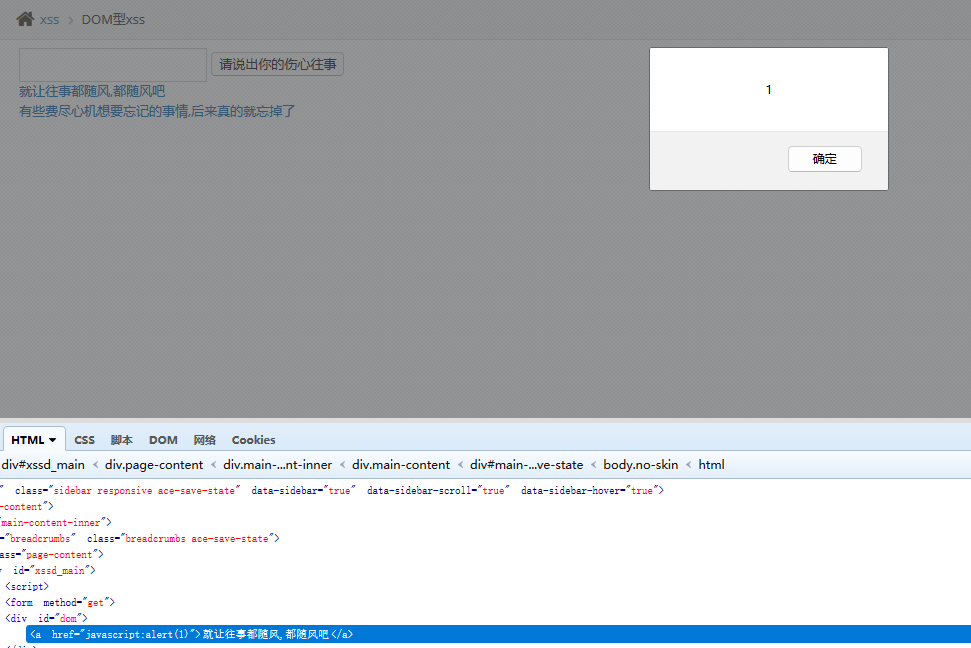 xss > DOM型xss
请说出你的伤心往事
就让往事都随风,都随风吧
有些费尽心机想要忘记的事情,后来真的就忘掉了
1
确定
HTML CSS 脚本 DOM 网络 Cookies
div#xssd_main < div.page-content < div.main-...nt-inner < div.main-content < div#main-...ve-state < body.no-skin < html
" class="sidebar responsive ace-save-state" data-sidebar="true" data-sidebar-scroll="true" data-sidebar-hover="true">
-content">
"main-content-inner">
="breadcrumbs" class="breadcrumbs ace-save-state">
ass="page-content">
id="xssd_main">
<script>
<form method="get">
<div id="dom">
<a href="javascript:alert(1)">就让往事都随风,都随风吧</a>